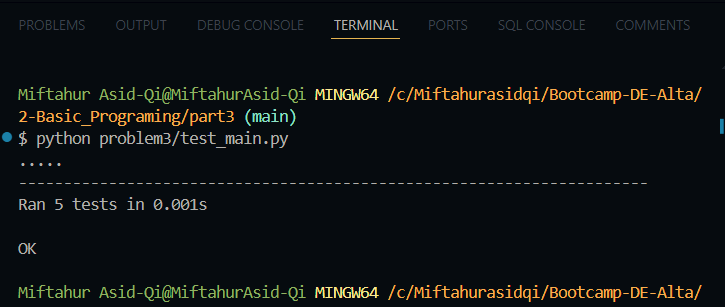 PROBLEMS OUTPUT DEBUG CONSOLE TERMINAL PORTS SQL CONSOLE COMMENTS
Miftahur Asid-Qi@MiftahurAsid-Qi MINGW64 /c/Miftahurasidqi/Bootcamp-DE-Alta/
2-Basic_Programing/part3 (main)
$ python problem3/test_main.py
.....
----------------------------------------------------------------------
Ran 5 tests in 0.001s
OK
Miftahur Asid-Qi@MiftahurAsid-Qi MINGW64 /c/Miftahurasidqi/Bootcamp-DE-Alta/